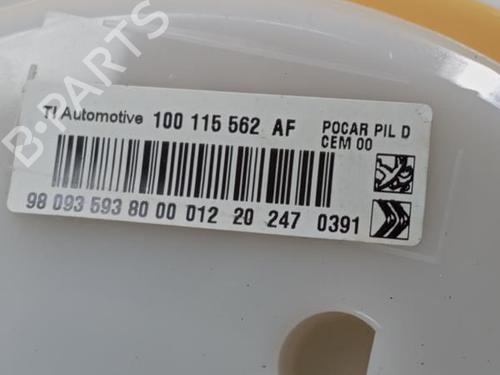 B-PARTS
TI Automotive 100 115 562 AF
POCAR PIL D
CEM 00
98 093 593 80 00 012 20 247 0391